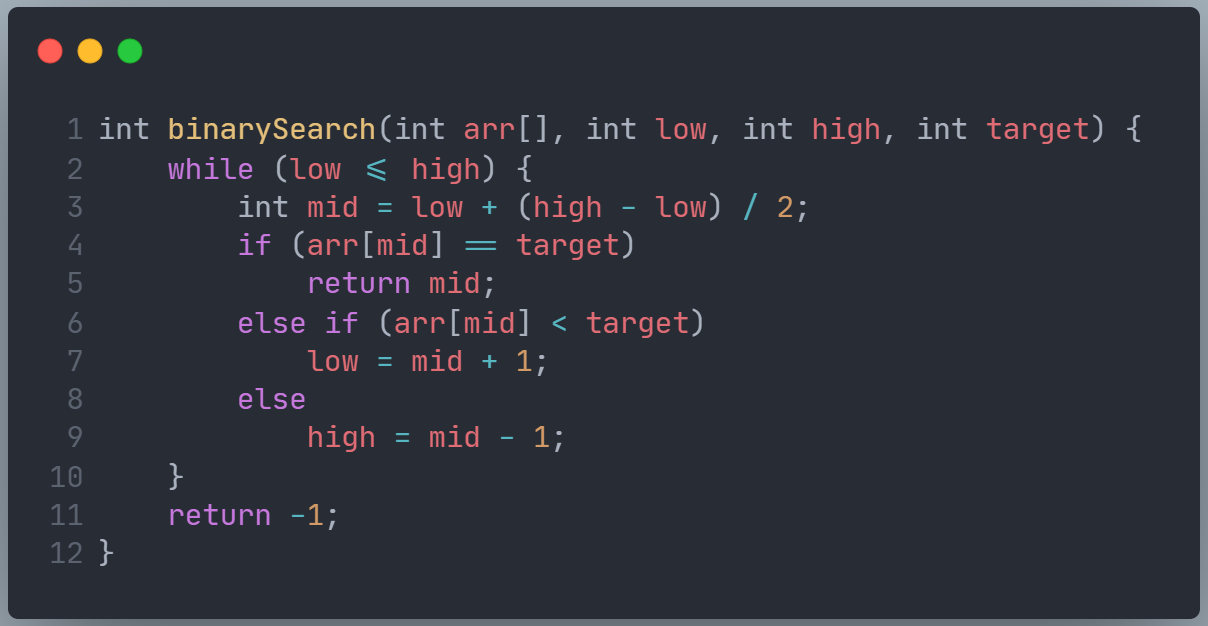 1 int binarySearch(int arr[], int low, int high, int target) {
2     while (low <= high) {
3         int mid = low + (high - low) / 2;
4         if (arr[mid] == target)
5             return mid;
6         else if (arr[mid] < target)
7             low = mid + 1;
8         else
9             high = mid - 1;
10     }
11     return -1;
12 }